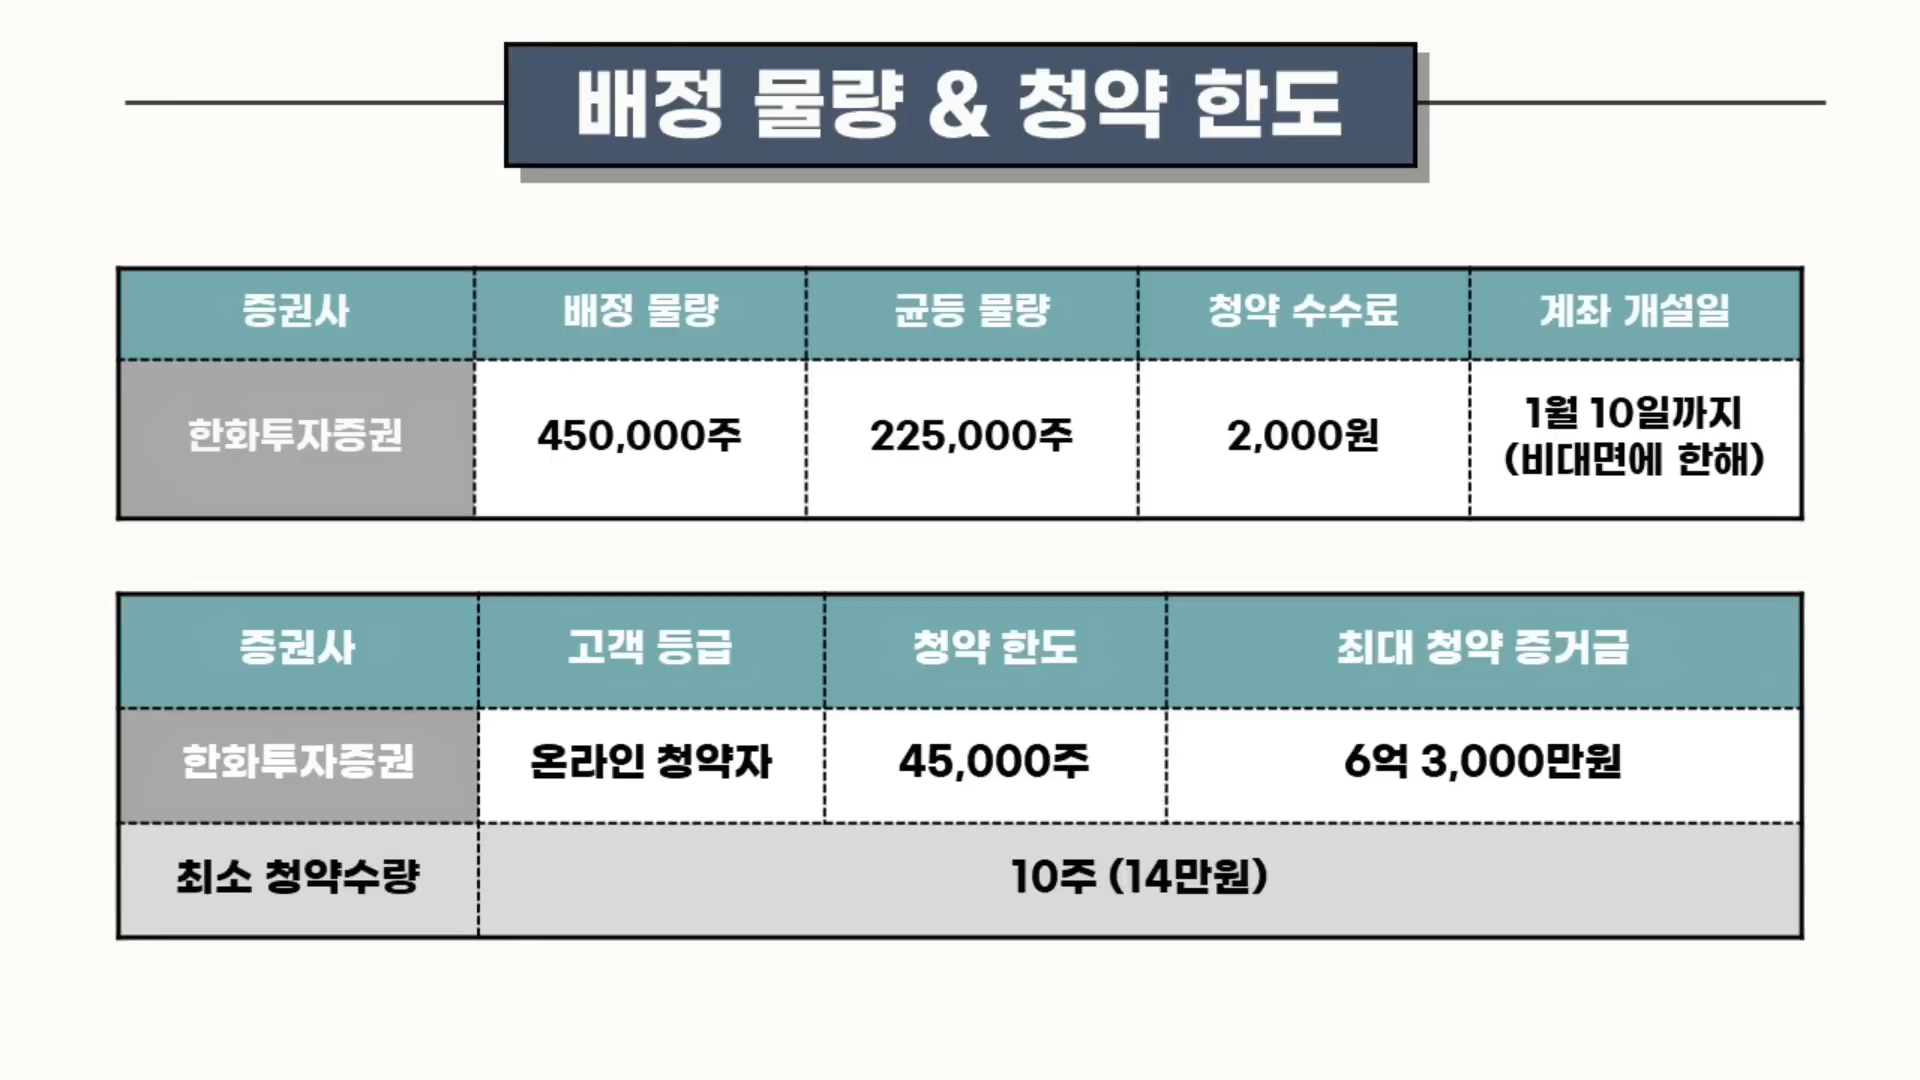 배정 물량 & 청약 한도
증권사 배정 물량 균등 물량 청약 수수료 계좌 개설일
한화투자증권 450,000주 225,000주 2,000원 1월 10일까지
(비대면에 한해)
증권사 고객 등급 청약 한도 최대 청약 증거금
한화투자증권 온라인 청약자 45,000주 6억 3,000만원
최소 청약수량 10주 (14만원)